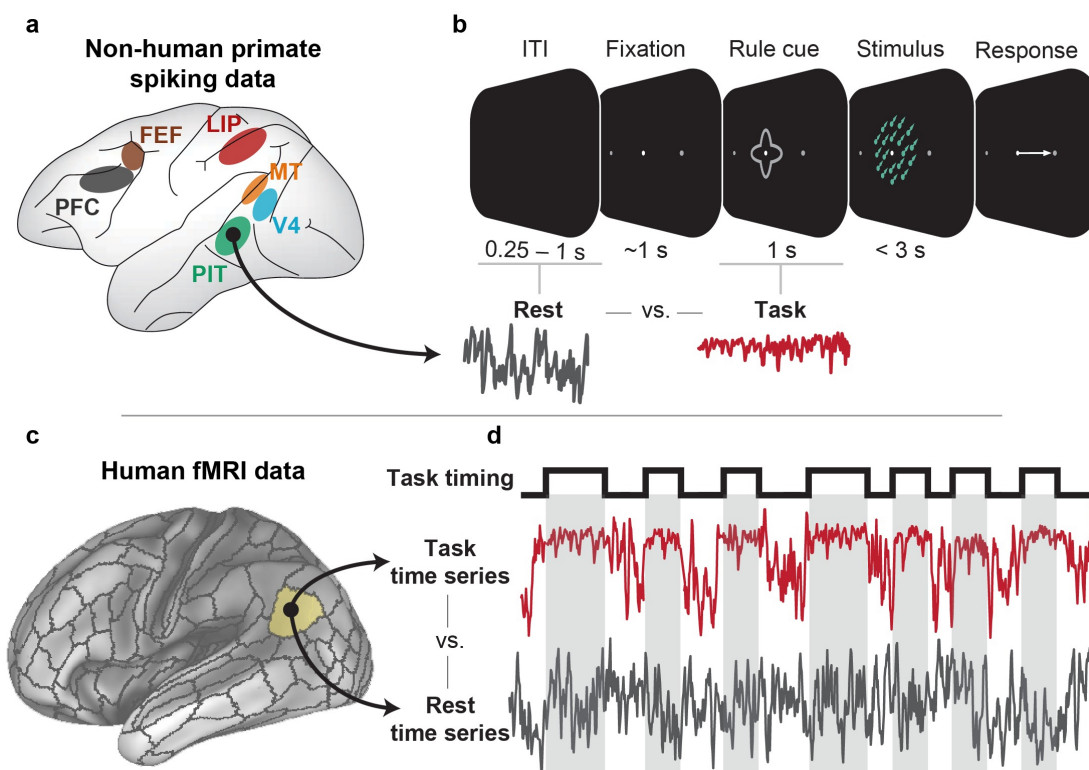 a
Non-human primate
spiking data
FEF
LIP
MT
PFC
V4
PIT
b
ITI
Fixation
Rule cue
Stimulus
Response
0.25 – 1 s
~1 s
1 s
< 3 s
Rest
vs.
Task
c
Human fMRI data
d
Task timing
Task
time series
vs.
Rest
time series